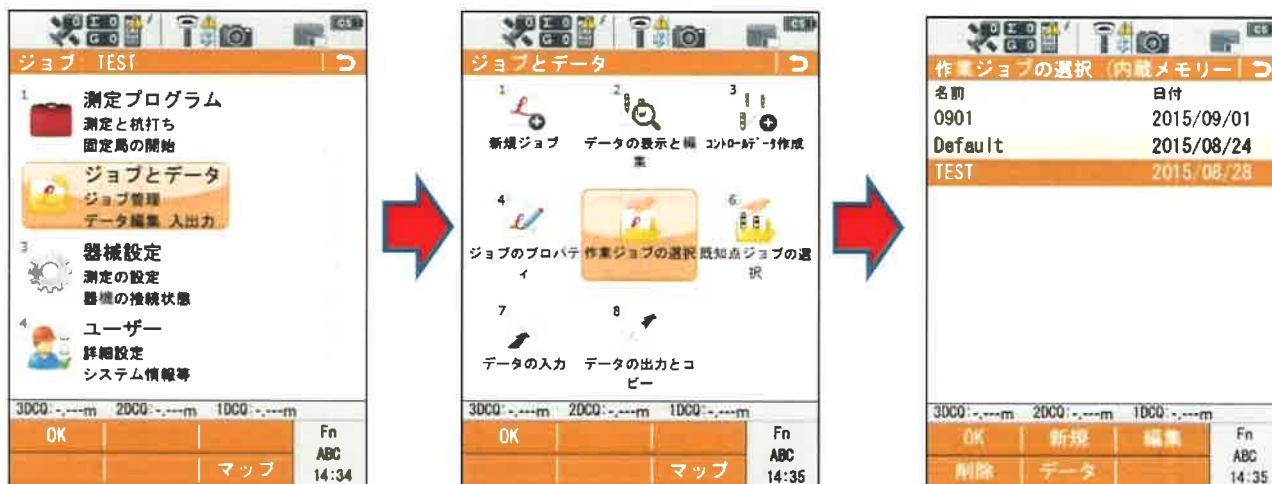 I 0
G 0
CS
ジョブ TEST
1
測定プログラム
測定と杭打ち
固定局の開始
ジョブとデータ
ジョブ管理
データ編集 入出力
3
器械設定
測定の設定
器機の接続状態
4
ユーザー
詳細設定
システム情報等
3DCQ:-.---m 2DCQ:-.---m 1DCQ:-.---m
OK
マップ
Fn
ABC
14:34
I 0
G 0
CS
ジョブとデータ
1
新規ジョブ
2
データの表示と編
集
3
コントロールデータ作成
4
ジョブのプロパテ
ィ
作業ジョブの選択
6
既知点ジョブの選
択
7
データの入力
8
データの出力とコ
ピー
3DCQ:-.---m 2DCQ:-.---m 1DCQ:-.---m
OK
マップ
Fn
ABC
14:35
I 0
G 0
CS
作業ジョブの選択 (内蔵メモリー
名前 日付
0901 2015/09/01
Default 2015/08/24
TEST 2015/08/28
3DCQ:-.---m 2DCQ:-.---m 1DCQ:-.---m
OK 新規 編集
削除 データ
Fn
ABC
14:35